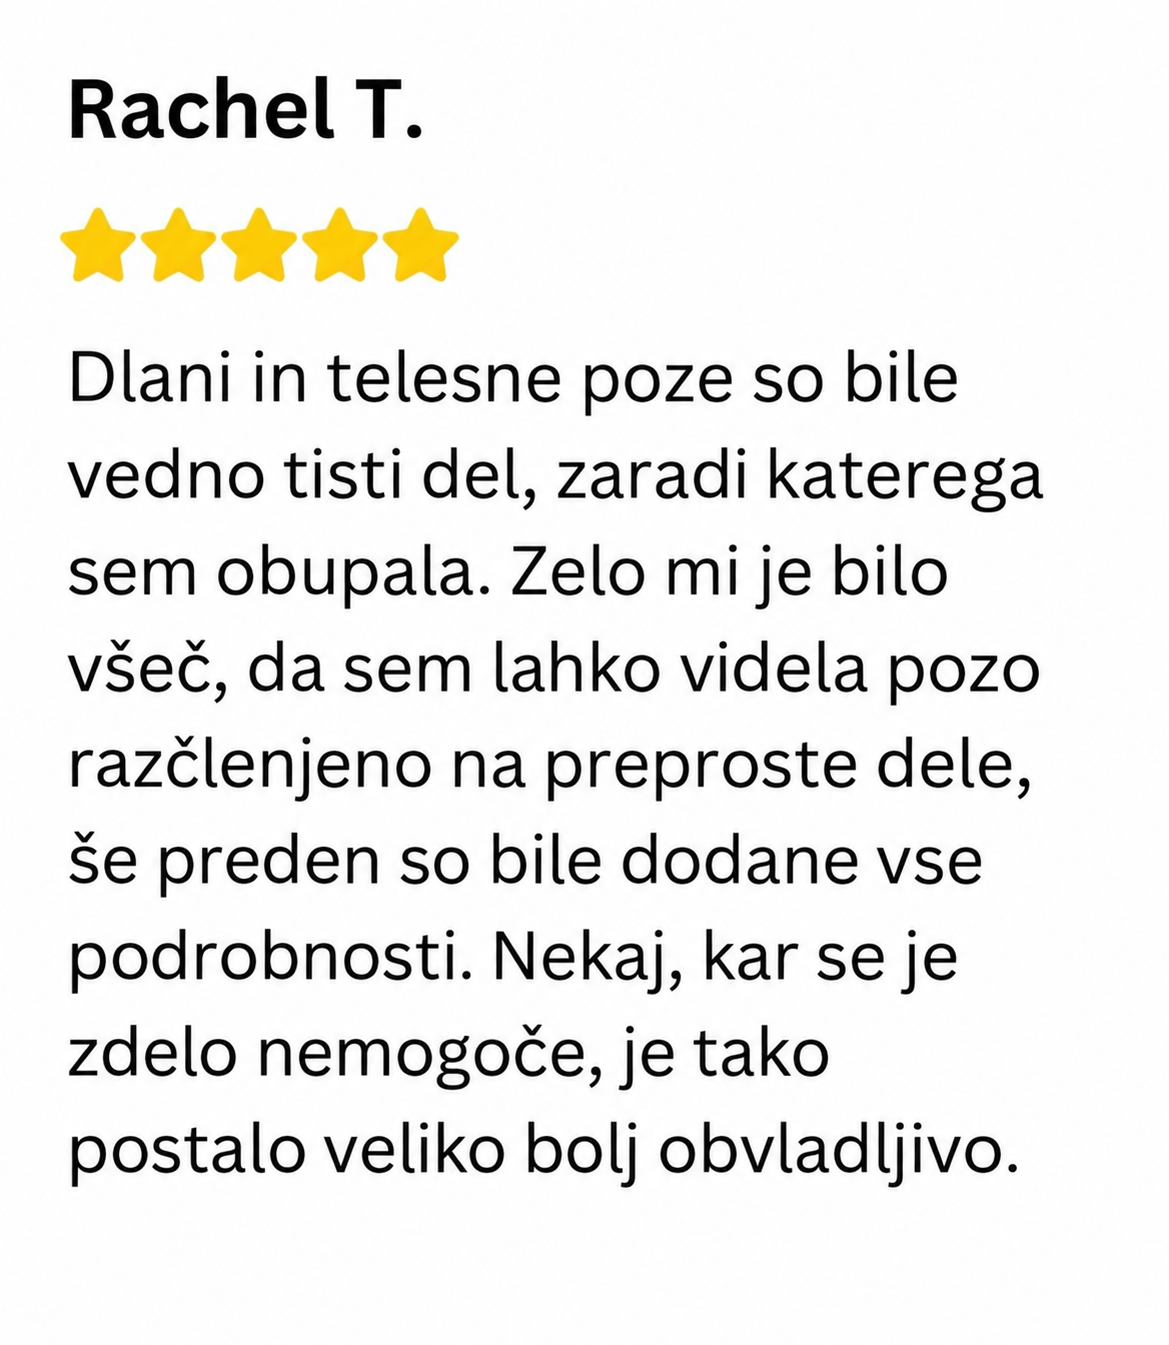 Rachel T.
Dlani in telesne poze so bile
vedno tisti del, zaradi katerega
sem obupala. Zelo mi je bilo
všeč, da sem lahko videla pozo
razčlenjeno na preproste dele,
še preden so bile dodane vse
podrobnosti. Nekaj, kar se je
zdelo nemogoče, je tako
postalo veliko bolj obvladljivo.